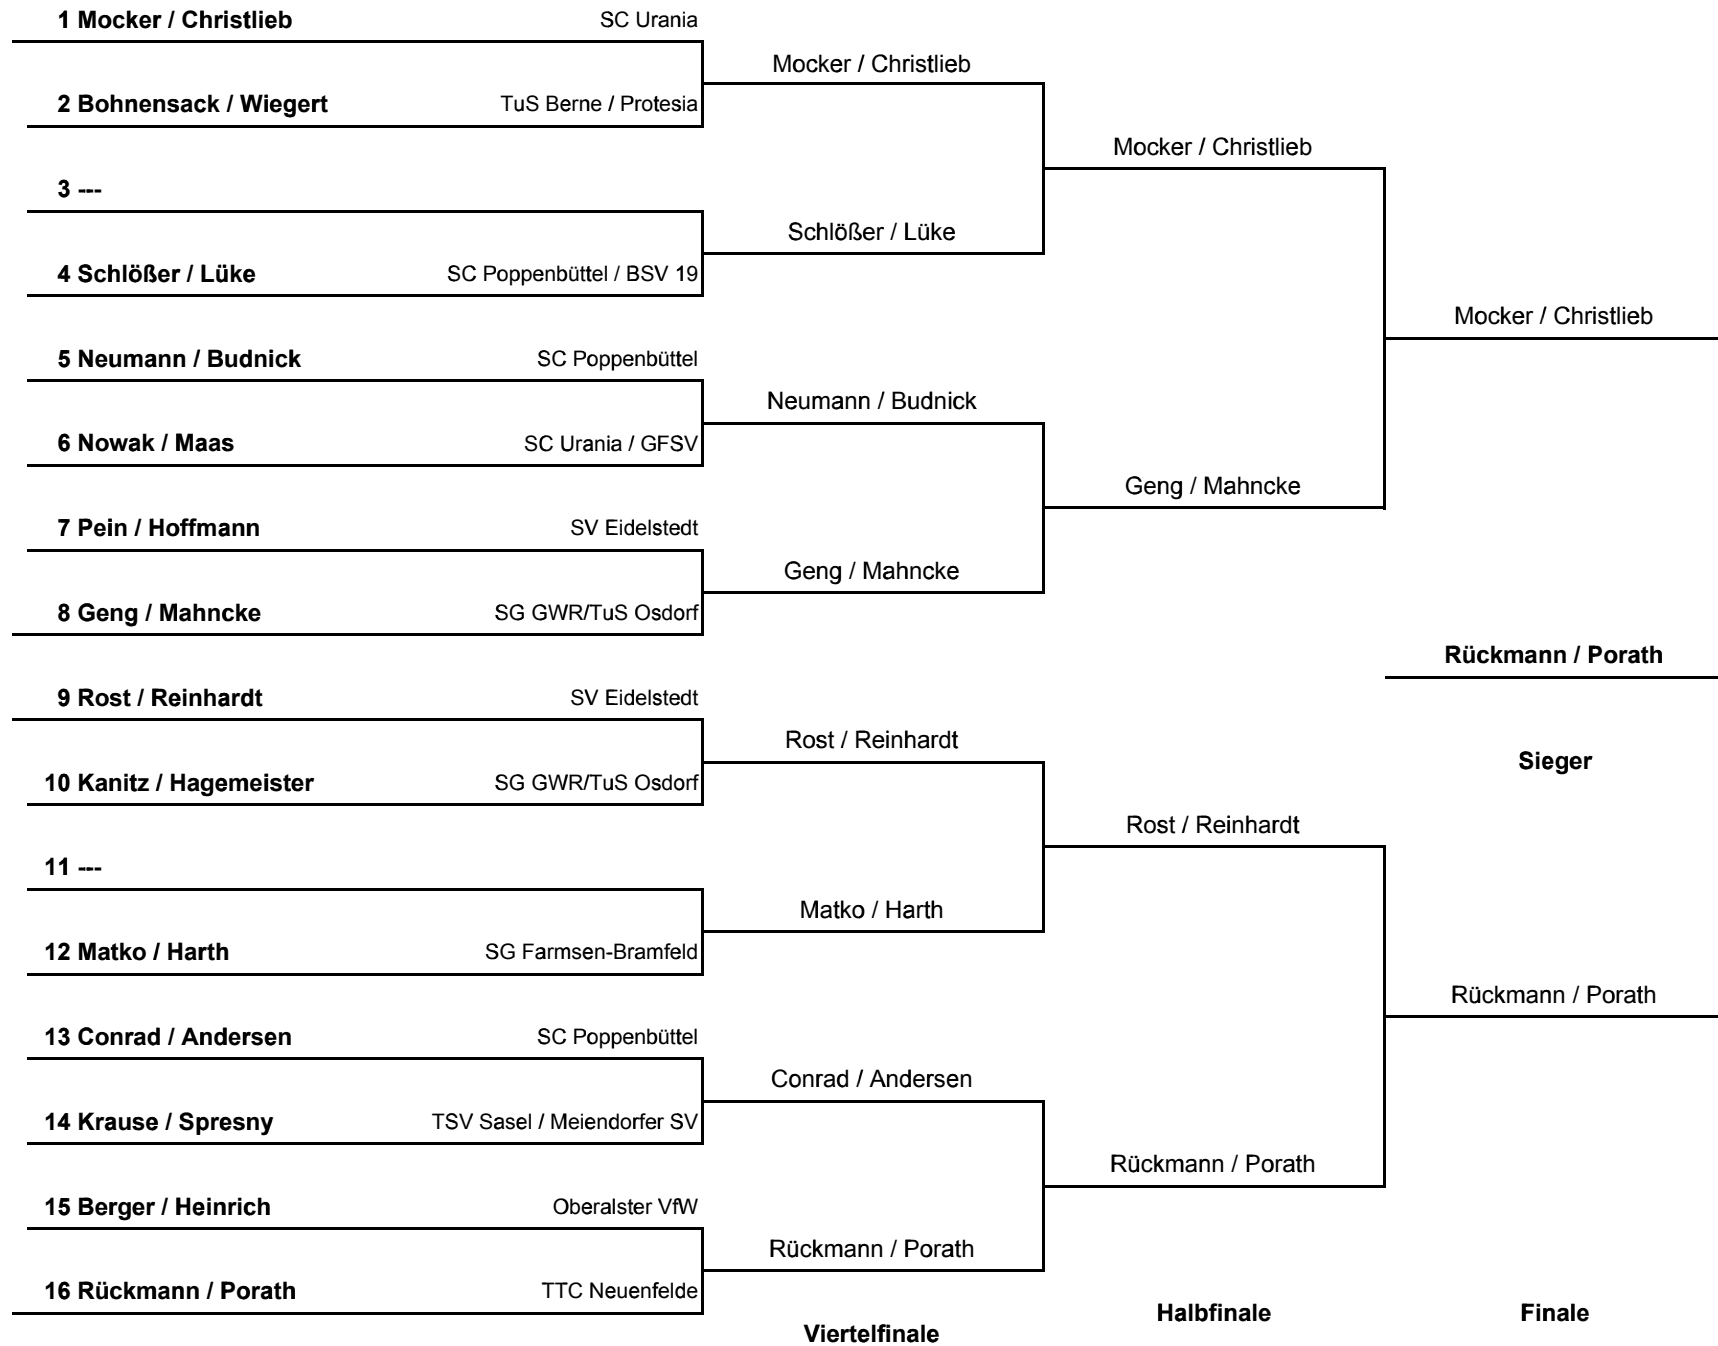 1 Mocker / Christlieb SC Urania
Mocker / Christlieb
2 Bohnensack / Wiegert TuS Berne / Protesia
Mocker / Christlieb
3 ---
Schlößer / Lüke
4 Schlößer / Lüke SC Poppenbüttel / BSV 19
Mocker / Christlieb
5 Neumann / Budnick SC Poppenbüttel
Neumann / Budnick
6 Nowak / Maas SC Urania / GFSV
Geng / Mahncke
7 Pein / Hoffmann SV Eidelstedt
Geng / Mahncke
8 Geng / Mahncke SG GWR/TuS Osdorf
Rückmann / Porath
9 Rost / Reinhardt SV Eidelstedt
Rost / Reinhardt
Sieger
10 Kanitz / Hagemeister SG GWR/TuS Osdorf
Rost / Reinhardt
11 ---
Matko / Harth
12 Matko / Harth SG Farmsen-Bramfeld
Rückmann / Porath
13 Conrad / Andersen SC Poppenbüttel
Conrad / Andersen
14 Krause / Spresny TSV Sasel / Meiendorfer SV
Rückmann / Porath
15 Berger / Heinrich Oberalster VfW
Rückmann / Porath
16 Rückmann / Porath TTC Neuenfelde
Halbfinale Finale
Viertelfinale